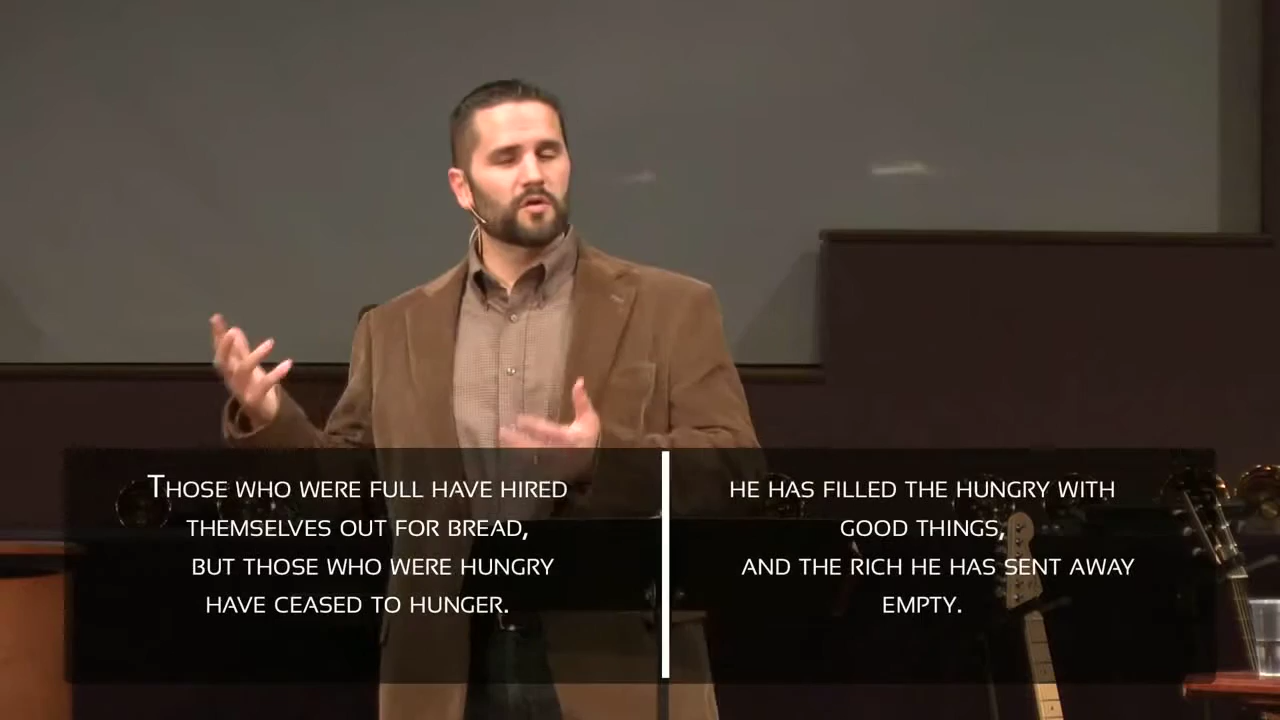 Those who were full have hired
themselves out for bread,
but those who were hungry
have ceased to hunger.
he has filled the hungry with
good things,
and the rich he has sent away
empty.